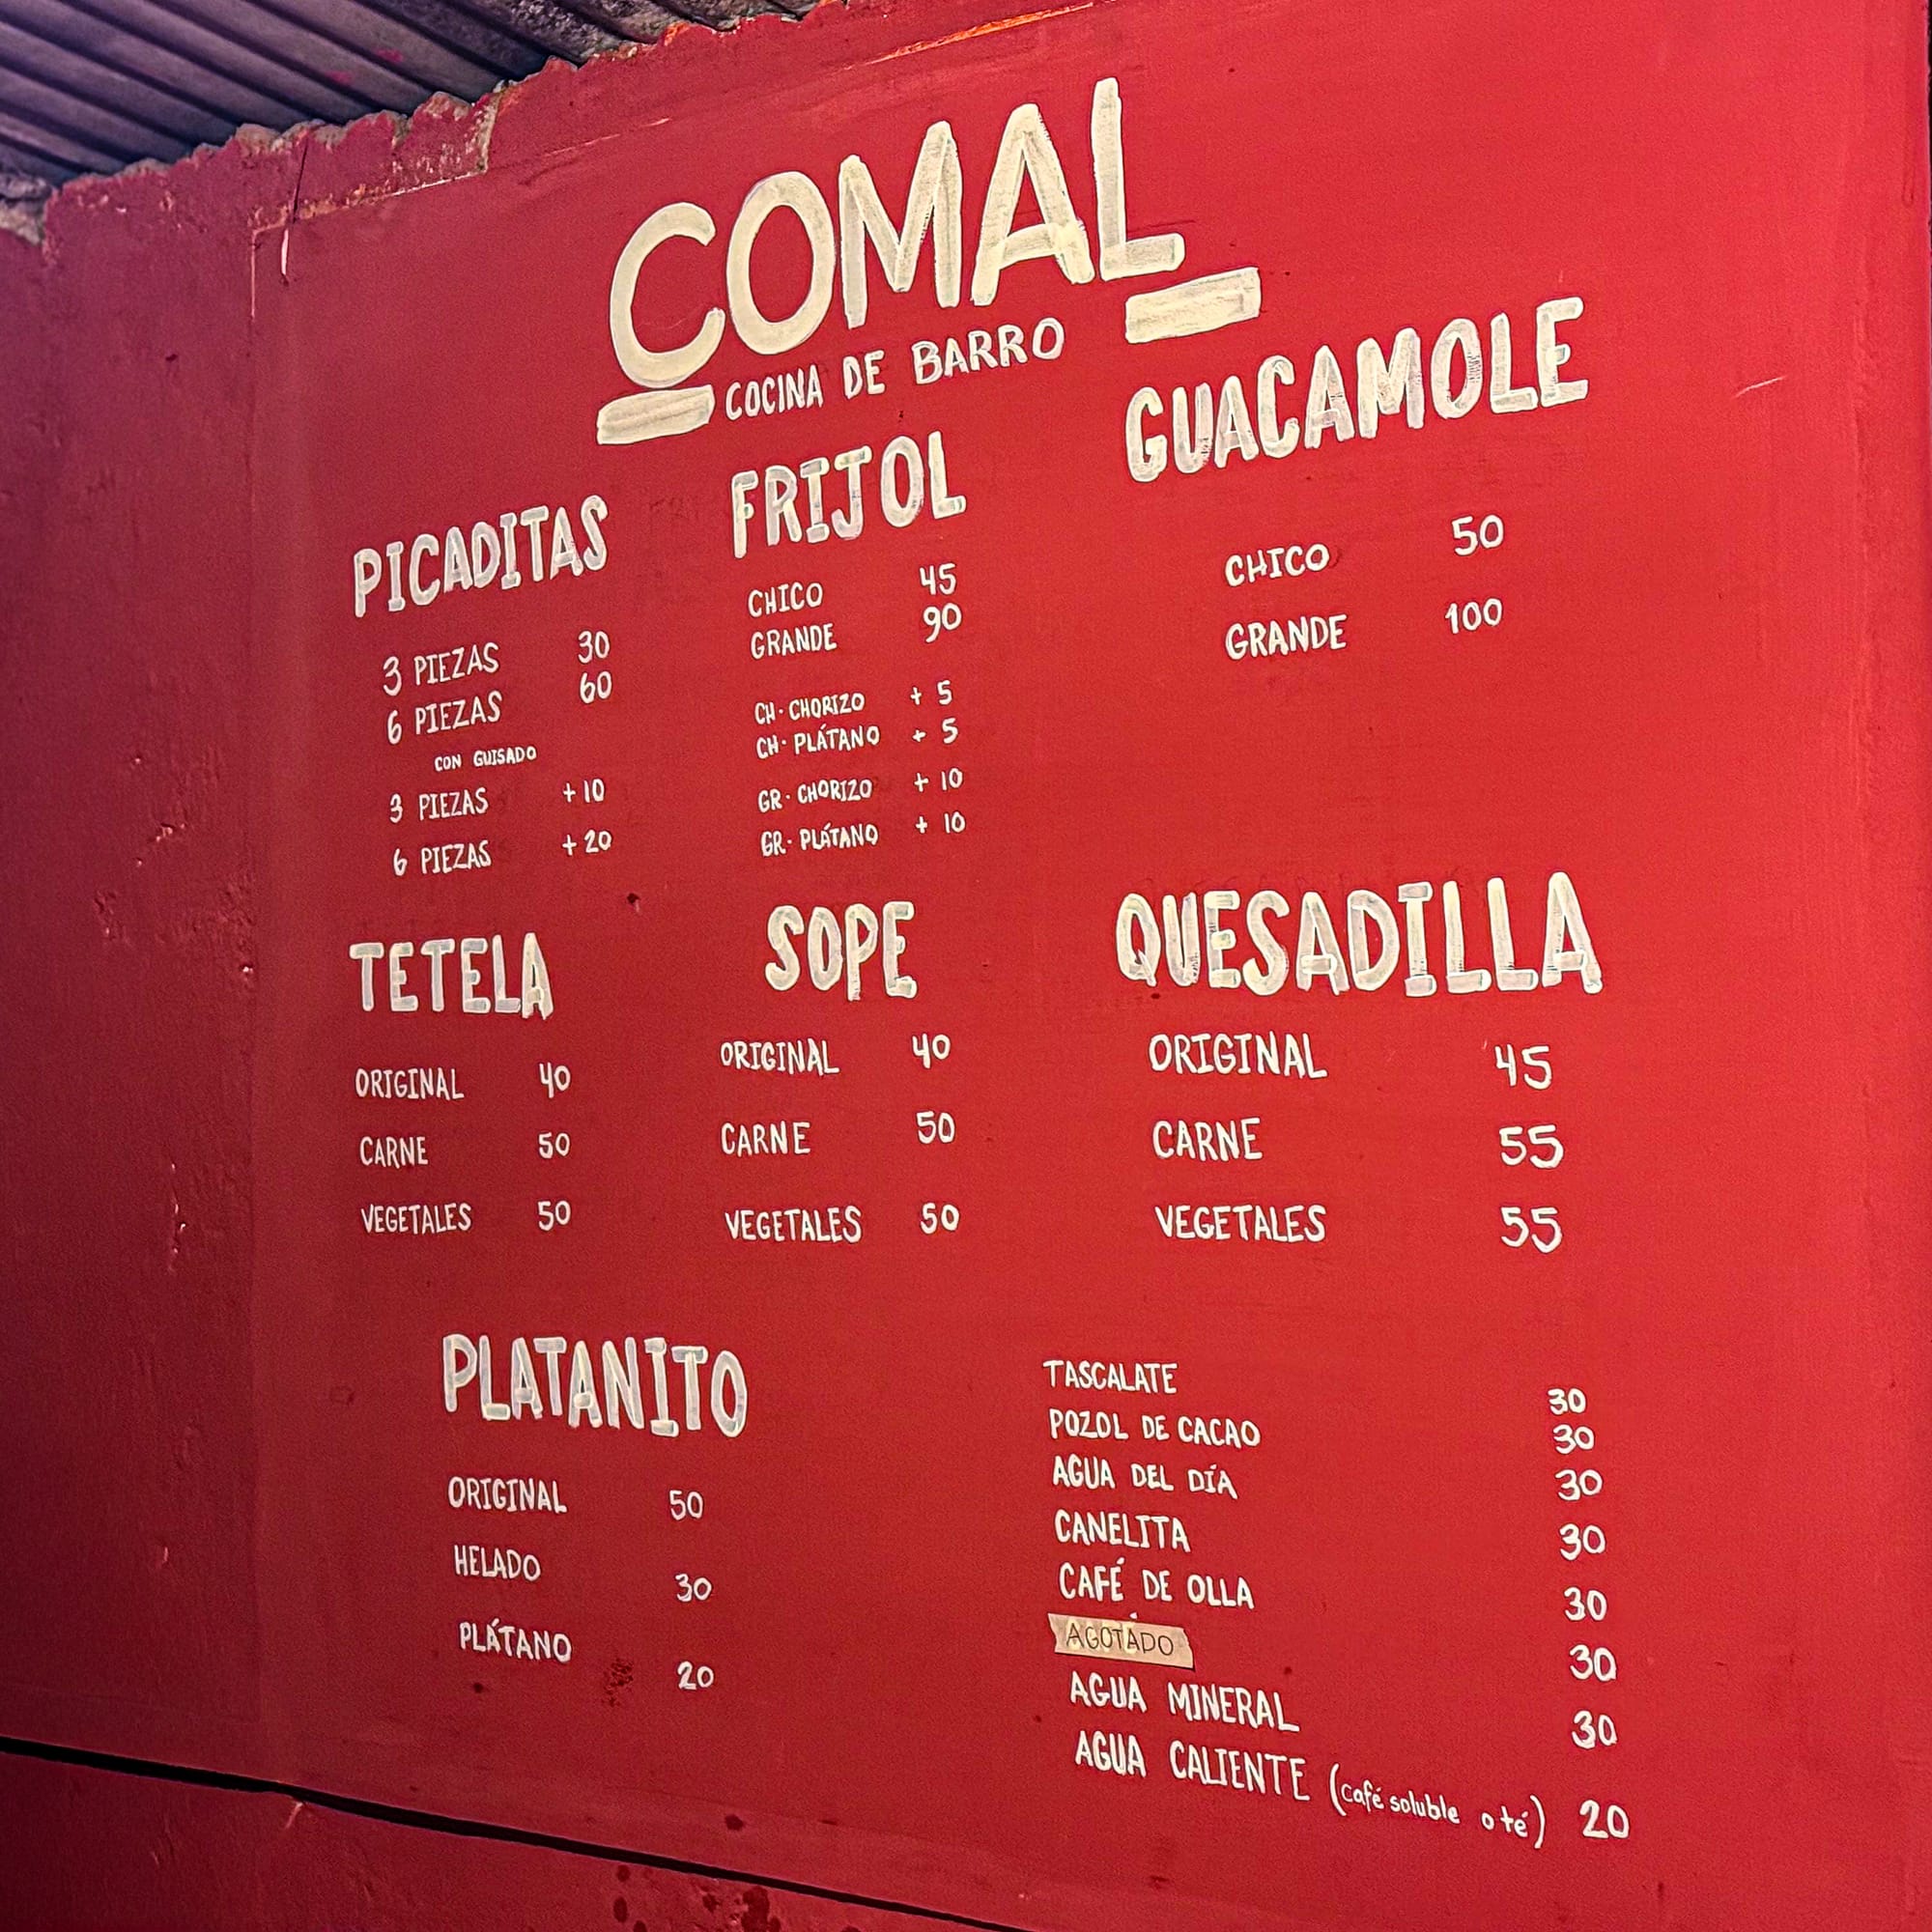 COMAL
COCINA DE BARRO
PICADITAS
3 PIEZAS 30
6 PIEZAS 60
CON GUISADO
3 PIEZAS +10
6 PIEZAS +20
FRIJOL
CHICO 45
GRANDE 90
CH. CHORIZO + 5
CH. PLÁTANO + 5
GR. CHORIZO + 10
GR. PLÁTANO + 10
GUACAMOLE
CHICO 50
GRANDE 100
TETELA
ORIGINAL 40
CARNE 50
VEGETALES 50
SOPE
ORIGINAL 40
CARNE 50
VEGETALES 50
QUESADILLA
ORIGINAL 45
CARNE 55
VEGETALES 55
PLATANITO
ORIGINAL 50
HELADO 30
PLÁTANO 20
TASCALATE 30
POZOL DE CACAO 30
AGUA DEL DÍA 30
CANELITA 30
CAFÉ DE OLLA 30
AGOTADO 30
AGUA MINERAL 30
AGUA CALIENTE (café soluble o té) 20